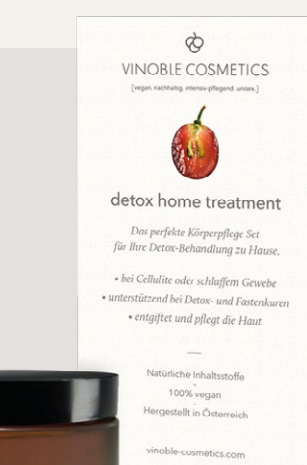 VINOBLE COSMETICS
[vegan. nachhaltig. intensiv-pflegend. unisex.]
detox home treatment
Das perfekte Körperpflege Set
für Ihre Detox-Behandlung zu Hause.
• bei Cellulite oder schlaffem Gewebe
• unterstützend bei Detox- und Fastenkuren
• entgiftet und pflegt die Haut
Natürliche Inhaltsstoffe
100% vegan
Hergestellt in Österreich
vinoble-cosmetics.com